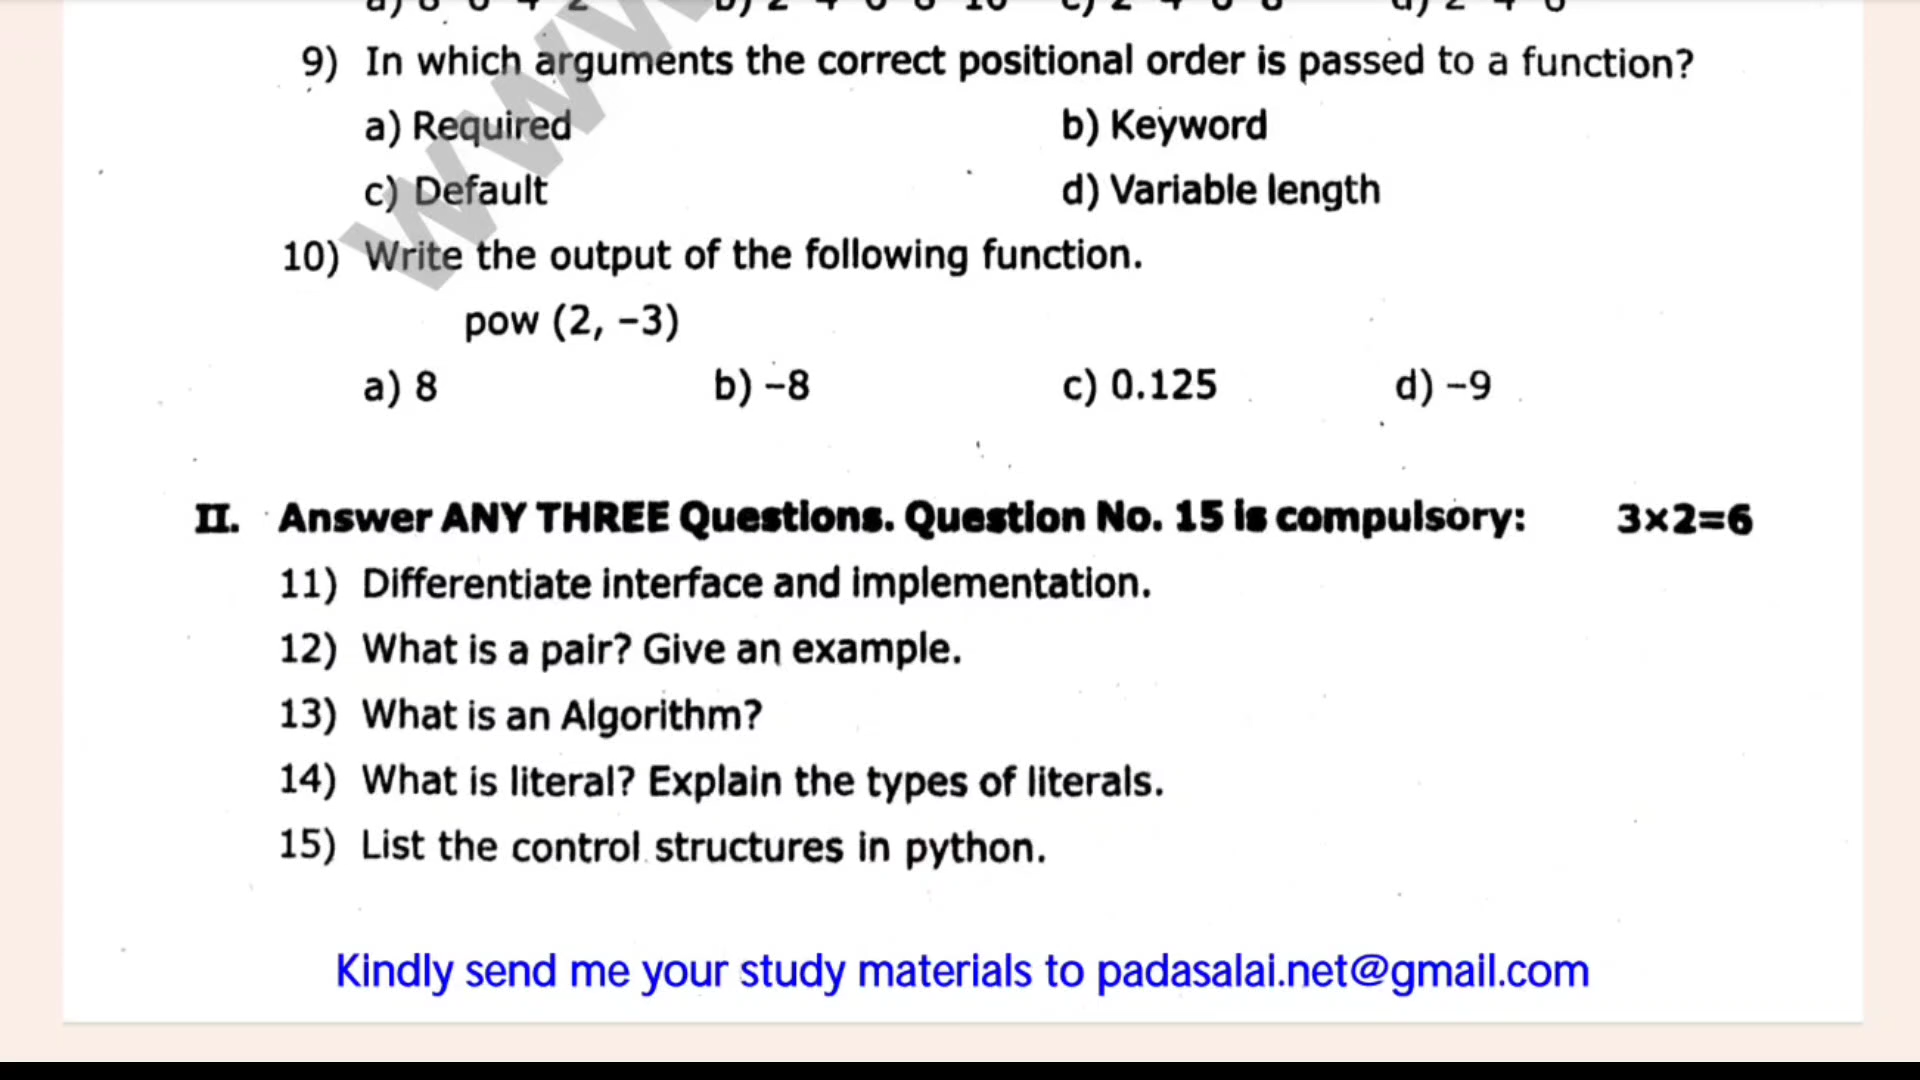 9) In which arguments the correct positional order is passed to a function?
a) Required b) Keyword
c) Default d) Variable length
10) Write the output of the following function.
pow (2, −3)
a) 8 b) −8 c) 0.125 d) −9
II. Answer ANY THREE Questions. Question No. 15 is compulsory: 3×2=6
11) Differentiate interface and implementation.
12) What is a pair? Give an example.
13) What is an Algorithm?
14) What is literal? Explain the types of literals.
15) List the control structures in python.
Kindly send me your study materials to padasalai.net@gmail.com